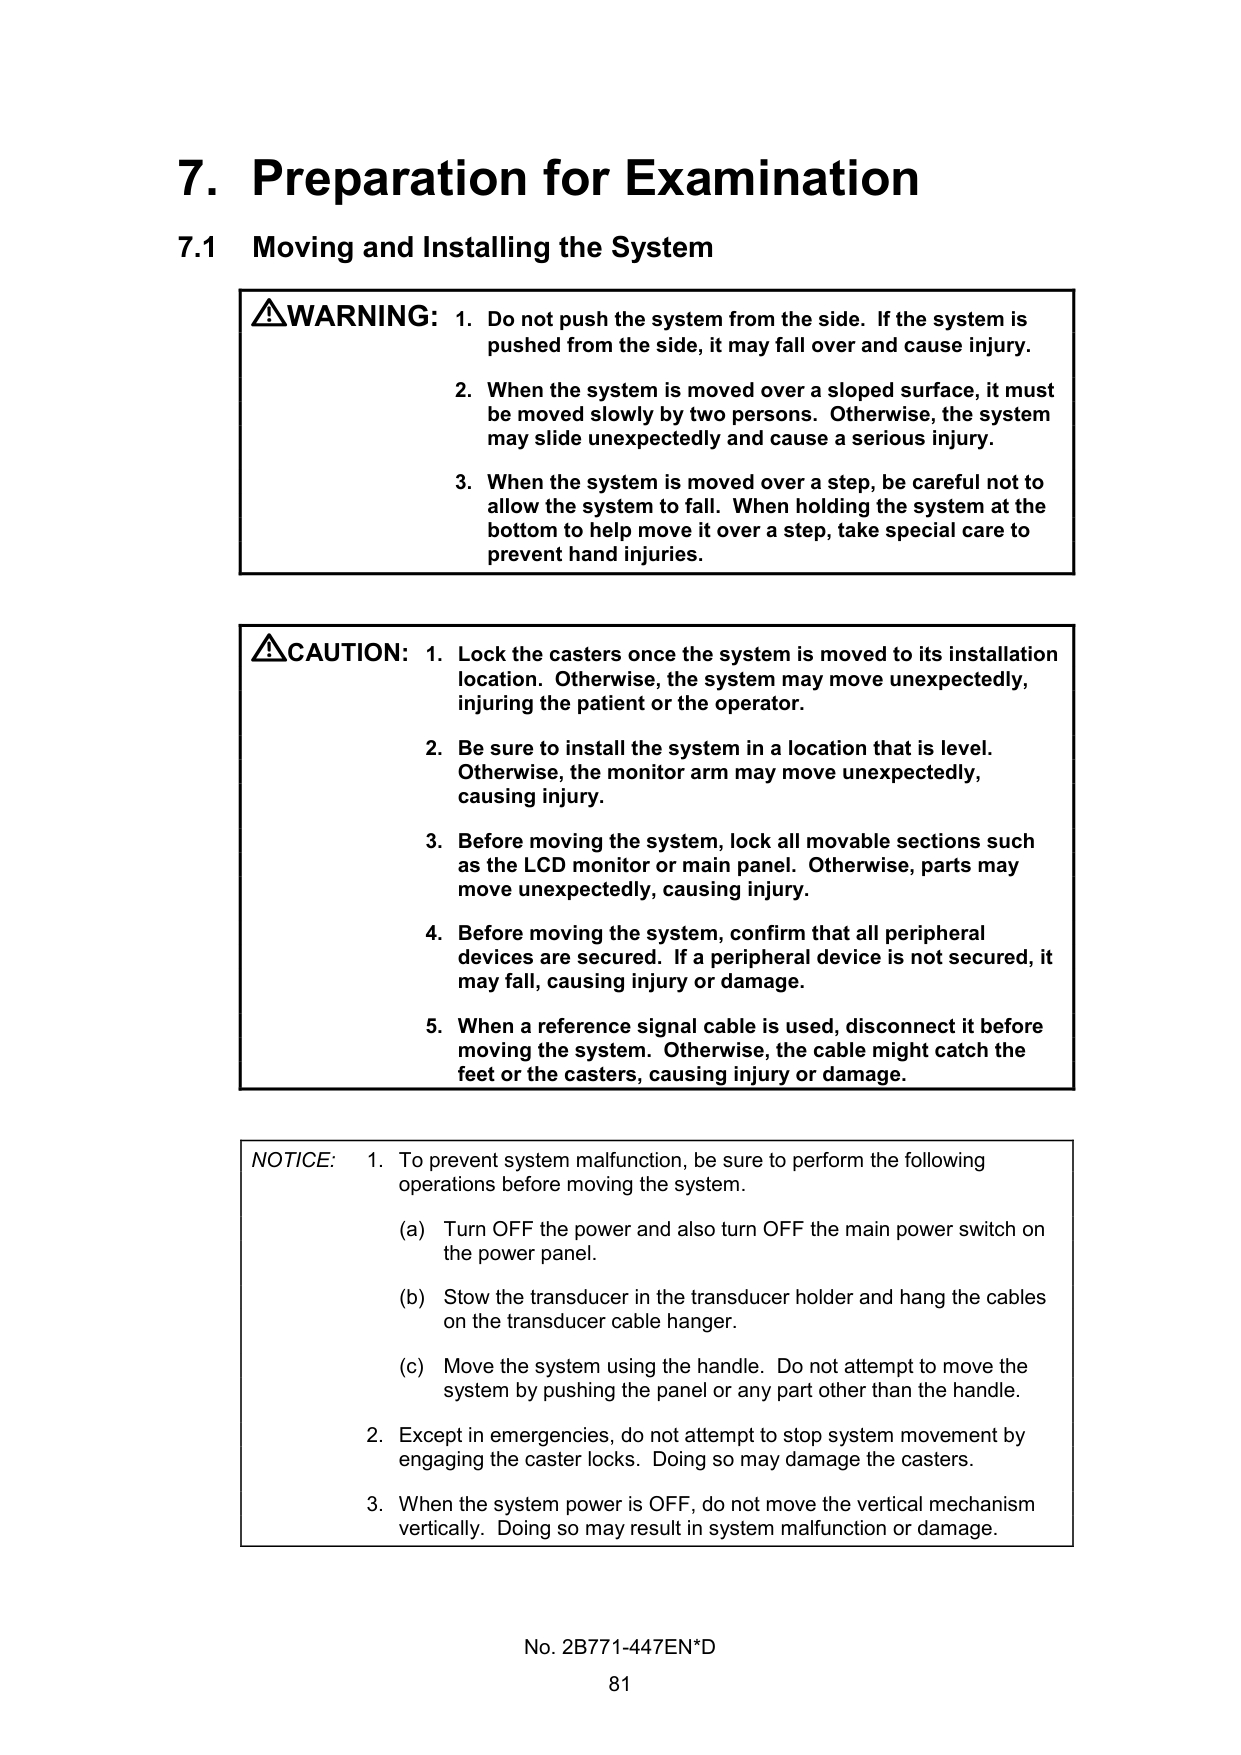 7. Preparation for Examination
7.1 Moving and Installing the System
⚠WARNING: 1. Do not push the system from the side. If the system is
pushed from the side, it may fall over and cause injury.
2. When the system is moved over a sloped surface, it must
be moved slowly by two persons. Otherwise, the system
may slide unexpectedly and cause a serious injury.
3. When the system is moved over a step, be careful not to
allow the system to fall. When holding the system at the
bottom to help move it over a step, take special care to
prevent hand injuries.
⚠CAUTION: 1. Lock the casters once the system is moved to its installation
location. Otherwise, the system may move unexpectedly,
injuring the patient or the operator.
2. Be sure to install the system in a location that is level.
Otherwise, the monitor arm may move unexpectedly,
causing injury.
3. Before moving the system, lock all movable sections such
as the LCD monitor or main panel. Otherwise, parts may
move unexpectedly, causing injury.
4. Before moving the system, confirm that all peripheral
devices are secured. If a peripheral device is not secured, it
may fall, causing injury or damage.
5. When a reference signal cable is used, disconnect it before
moving the system. Otherwise, the cable might catch the
feet or the casters, causing injury or damage.
NOTICE: 1. To prevent system malfunction, be sure to perform the following
operations before moving the system.
(a) Turn OFF the power and also turn OFF the main power switch on
the power panel.
(b) Stow the transducer in the transducer holder and hang the cables
on the transducer cable hanger.
(c) Move the system using the handle. Do not attempt to move the
system by pushing the panel or any part other than the handle.
2. Except in emergencies, do not attempt to stop system movement by
engaging the caster locks. Doing so may damage the casters.
3. When the system power is OFF, do not move the vertical mechanism
vertically. Doing so may result in system malfunction or damage.
No. 2B771-447EN*D
81